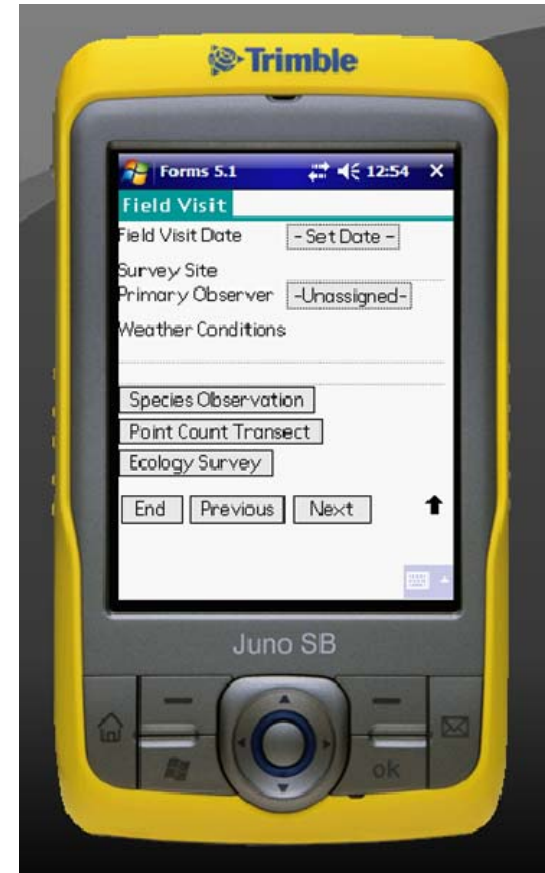 Trimble
Forms 5.1 12:54 X
Field Visit
Field Visit Date - Set Date -
Survey Site
Primary Observer -Unassigned-
Weather Conditions
Species Observation
Point Count Transect
Ecology Survey
End Previous Next
Juno SB
ok